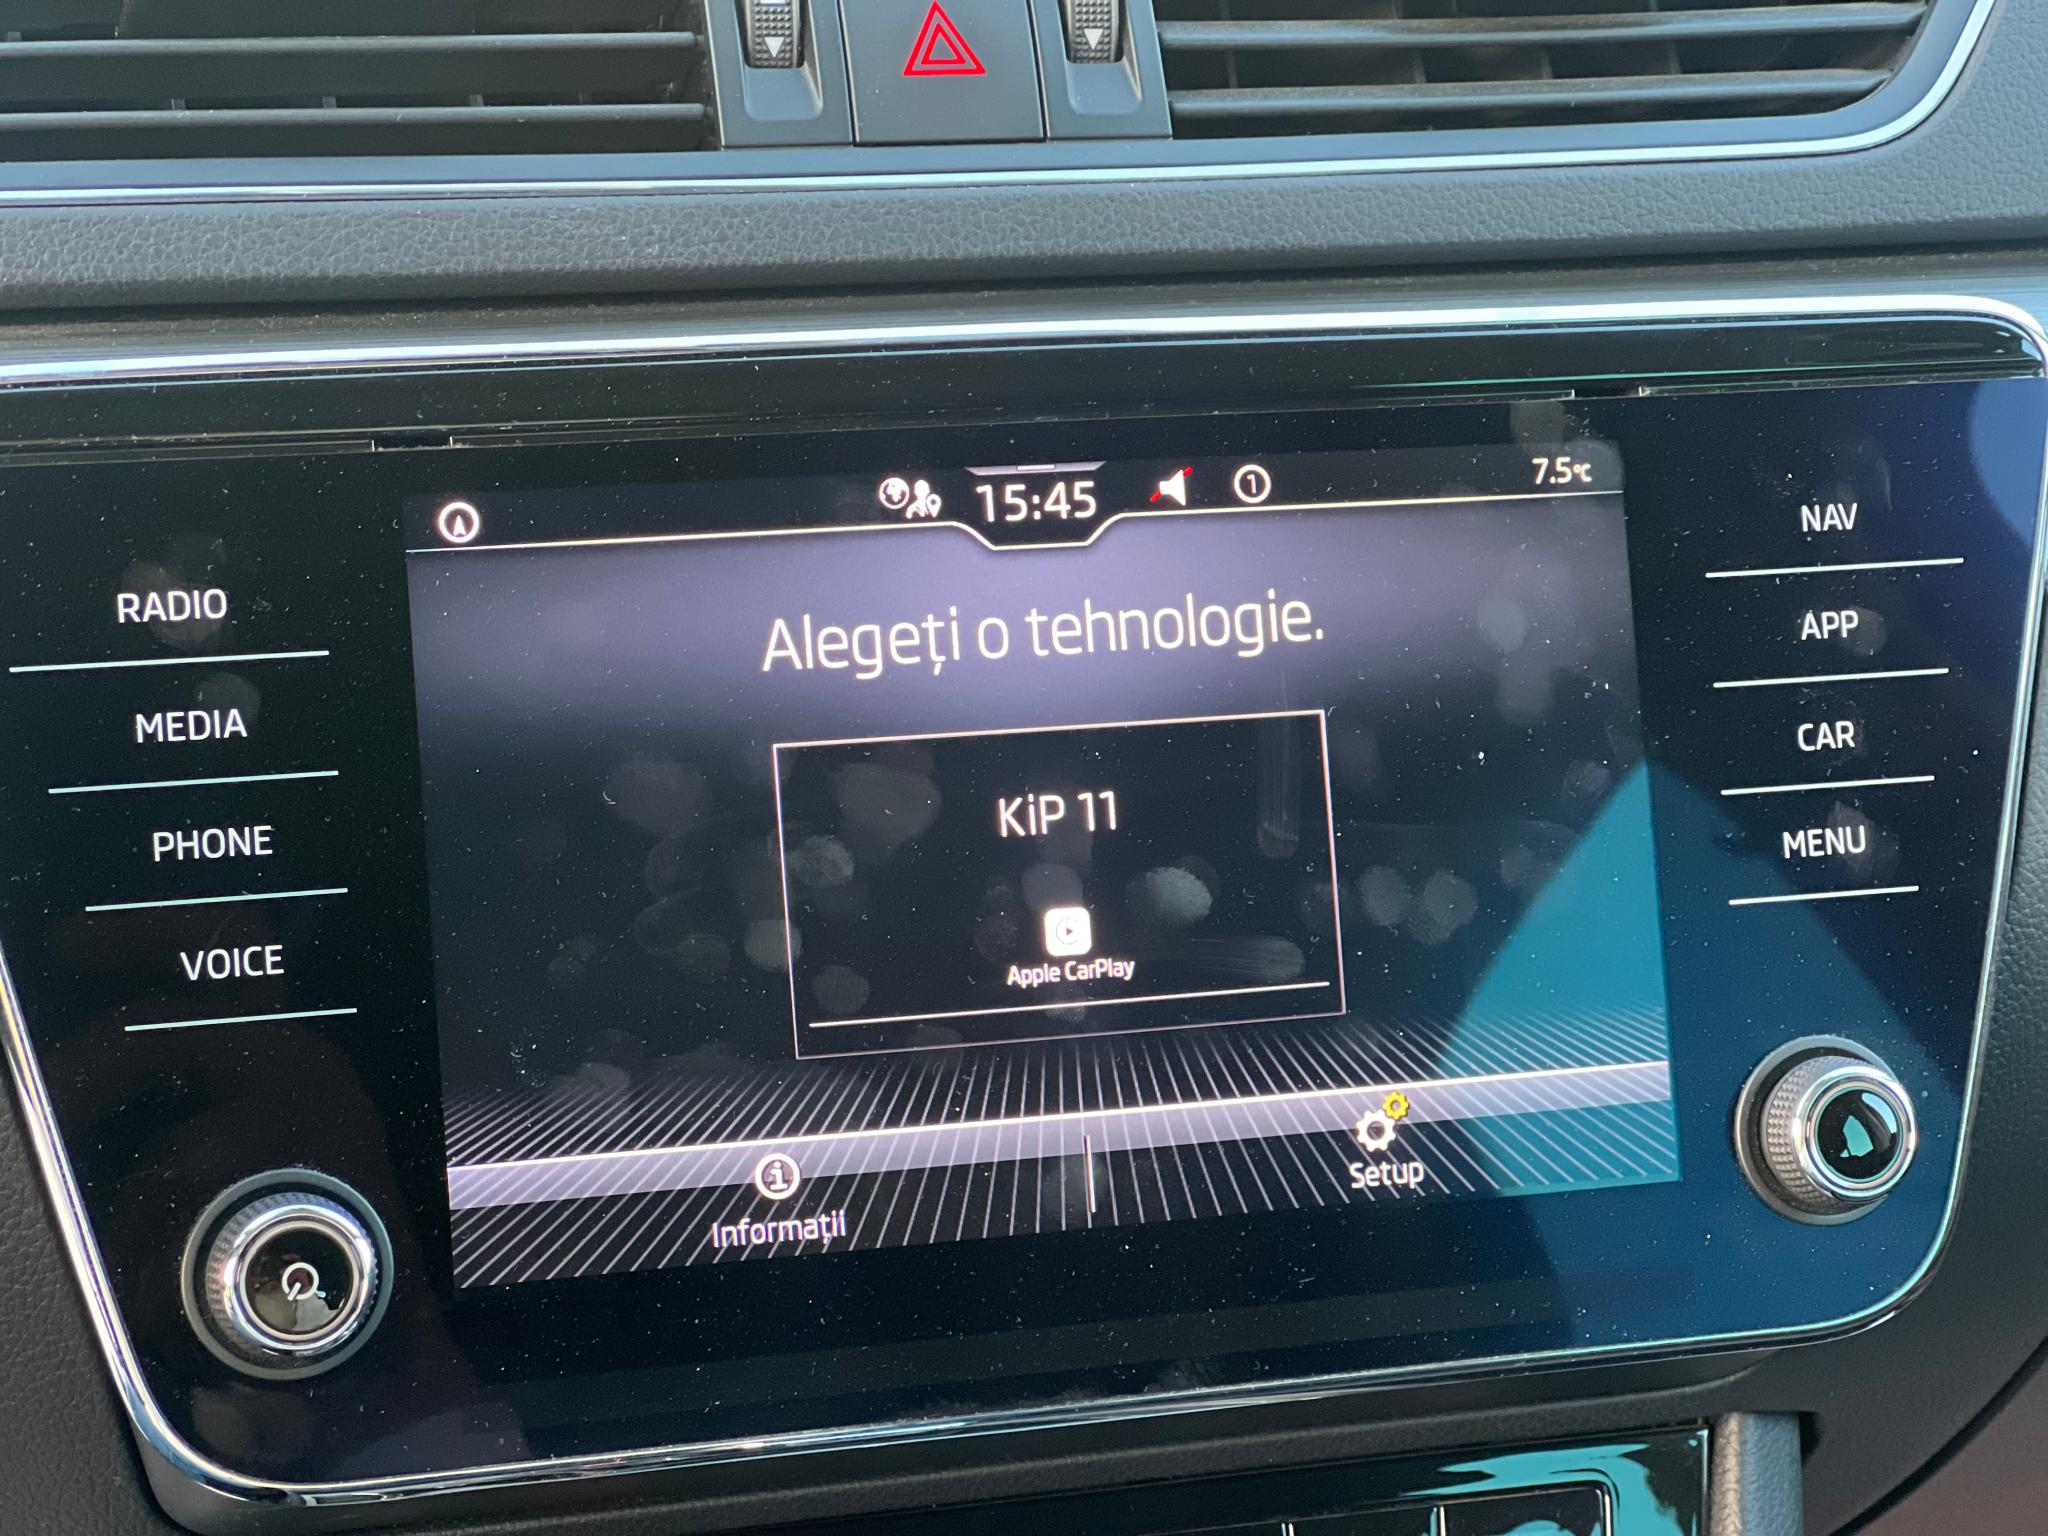 15:45
1
7.5°C
Alegeți o tehnologie.
KiP 11
Apple CarPlay
Informații
Setup
RADIO
MEDIA
PHONE
VOICE
NAV
APP
CAR
MENU